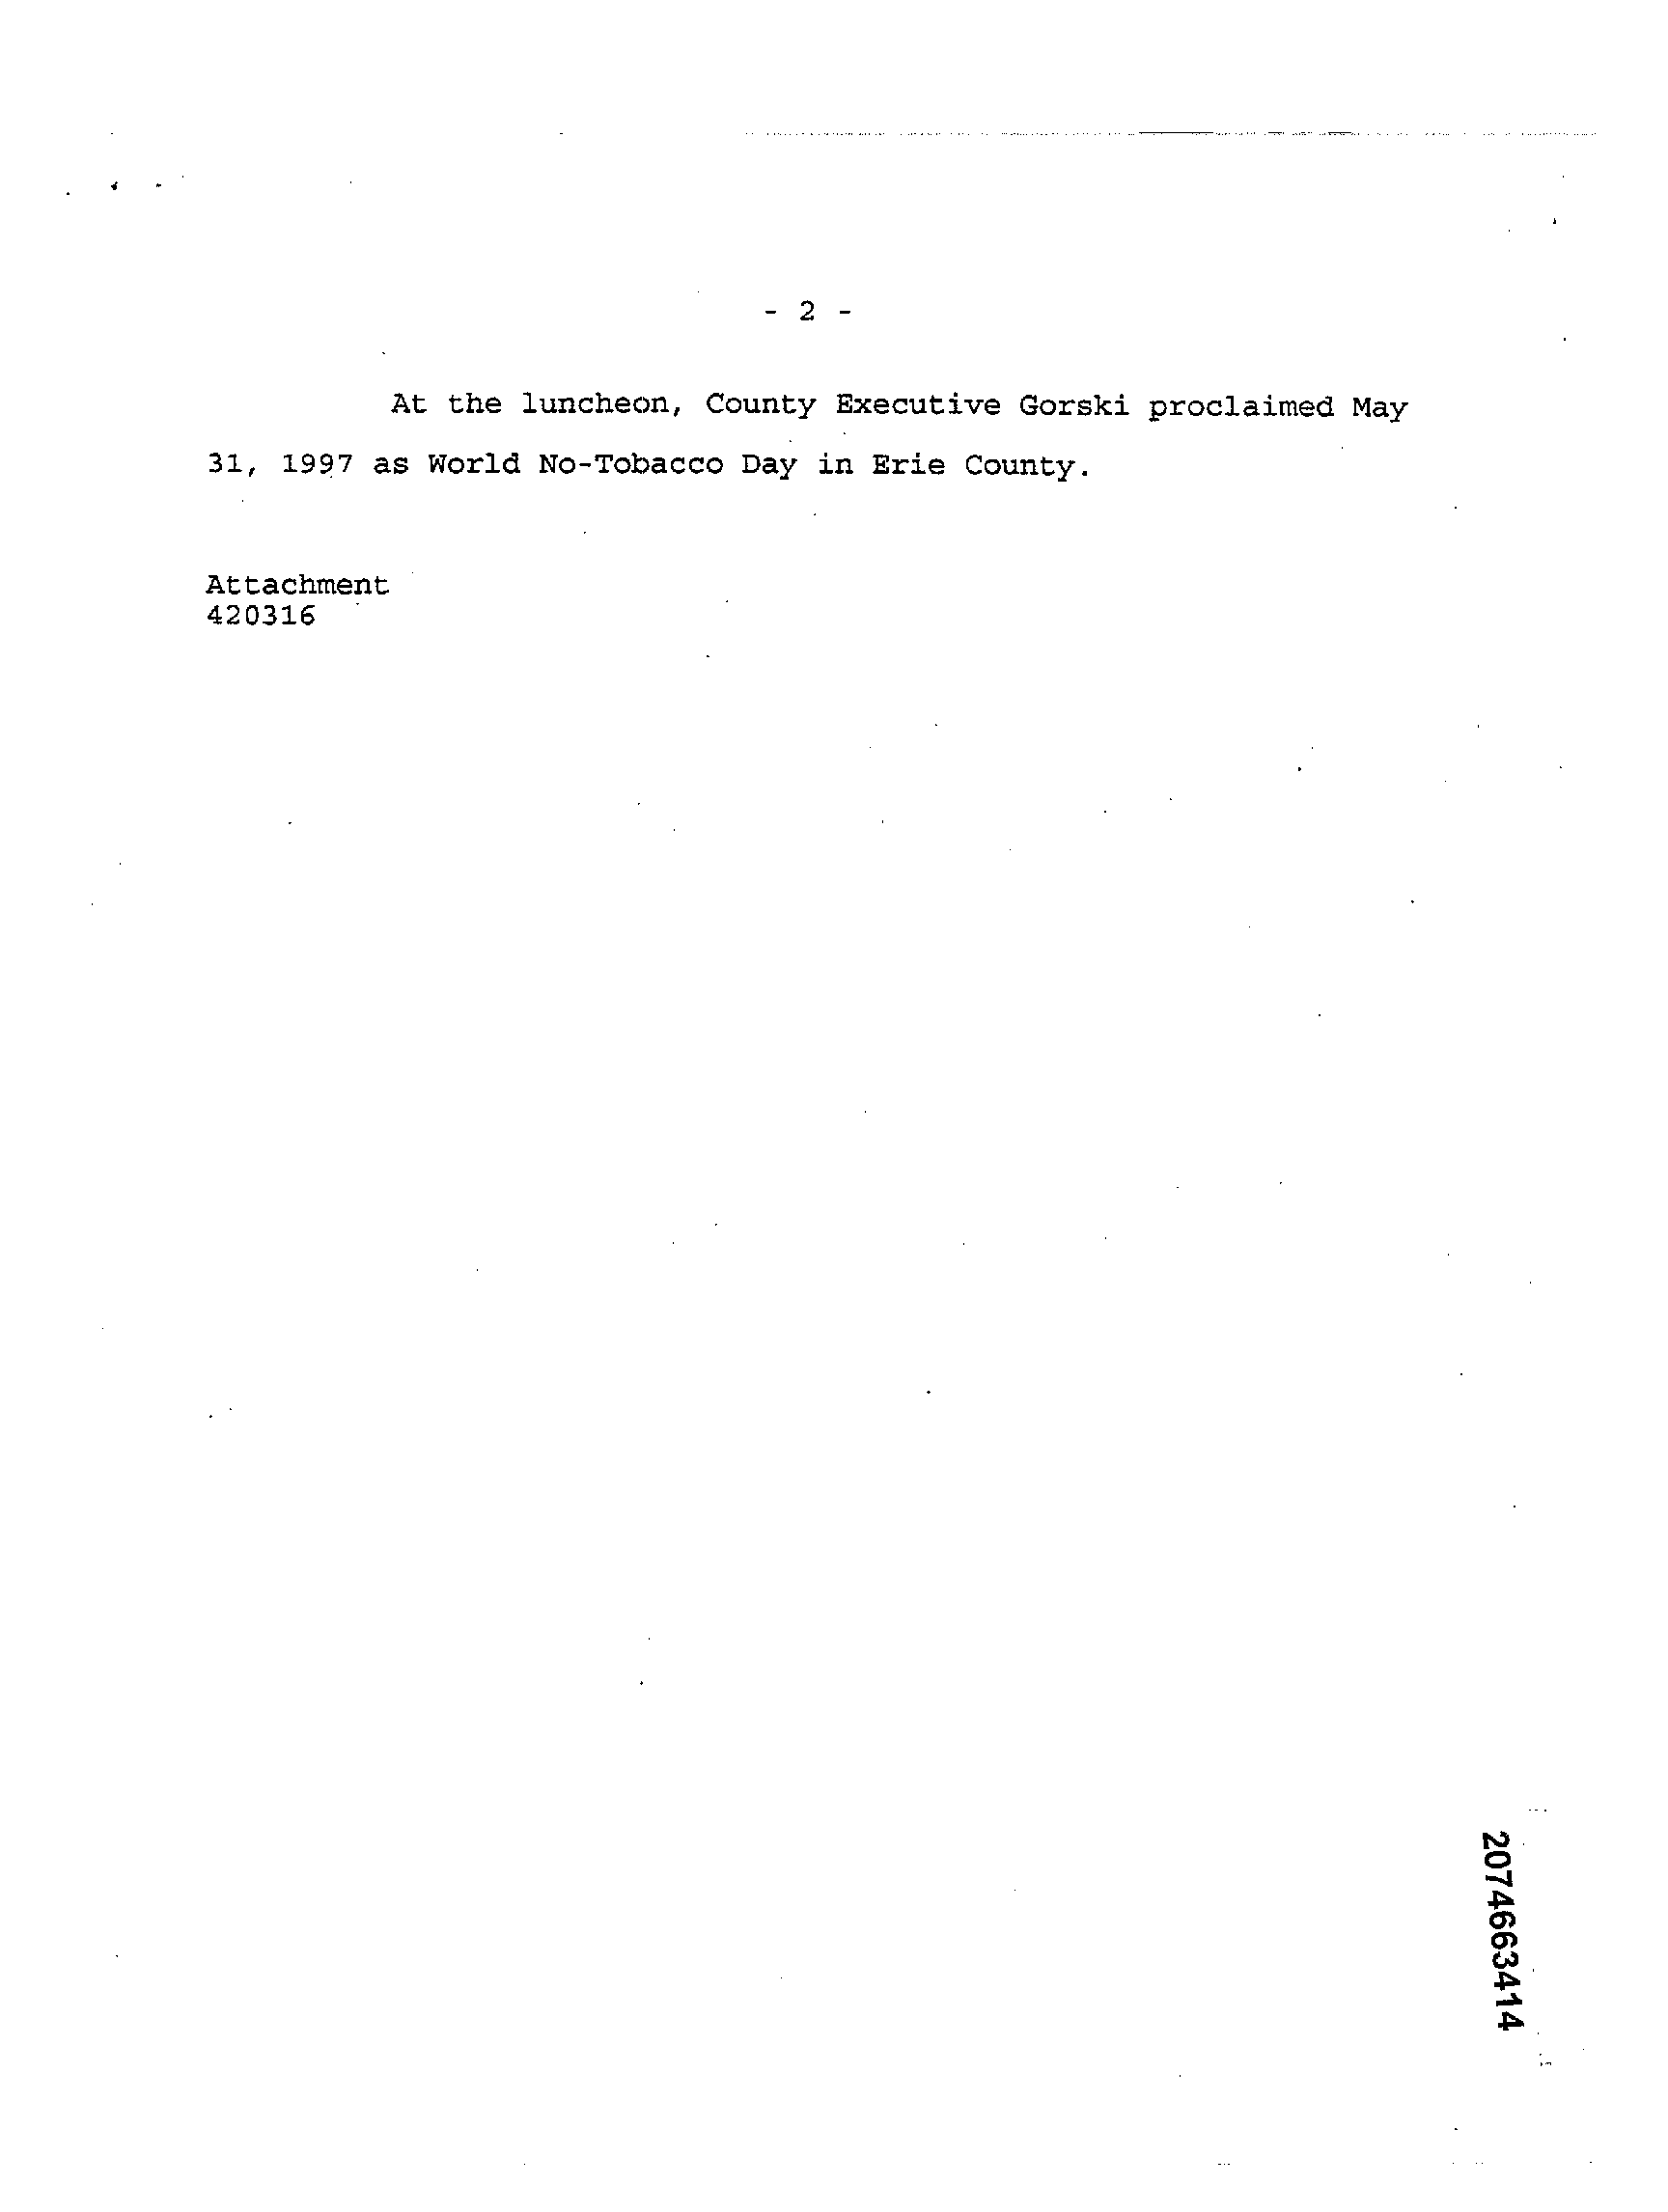 - 2 -
At the luncheon, County Executive Gorski proclaimed May
31, 1997 as World No-Tobacco Day in Erie County.
Attachment
420316
2074663414